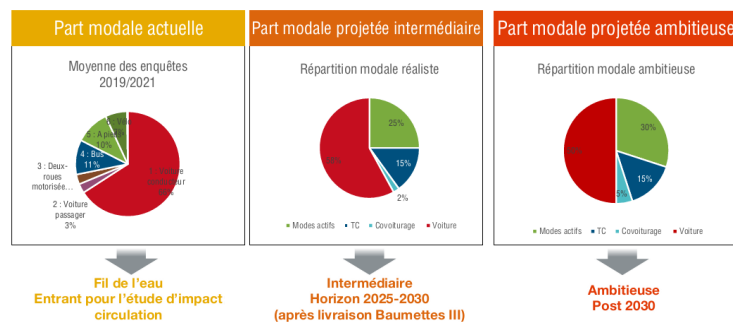 Part modale actuelle
Moyenne des enquêtes
2019/2021
5 : A pied
10%
4 : Bus
11%
3 : Deux-
roues
motorisée...
2 : Voiture
passager
3%
Part modale projetée intermédiaire
Répartition modale réaliste
25%
15%
2%
Modes actifs
TC
Covoiturage
Voiture
Part modale projetée ambitieuse
Répartition modale ambitieuse
30%
15%
5%
Modes actifs
TC
Covoiturage
Voiture
Fil de l'eau
Entrant pour l'étude d'impact
circulation
Intermédiaire
Horizon 2025-2030
(après livraison Baumettes III)
Ambitieuse
Post 2030